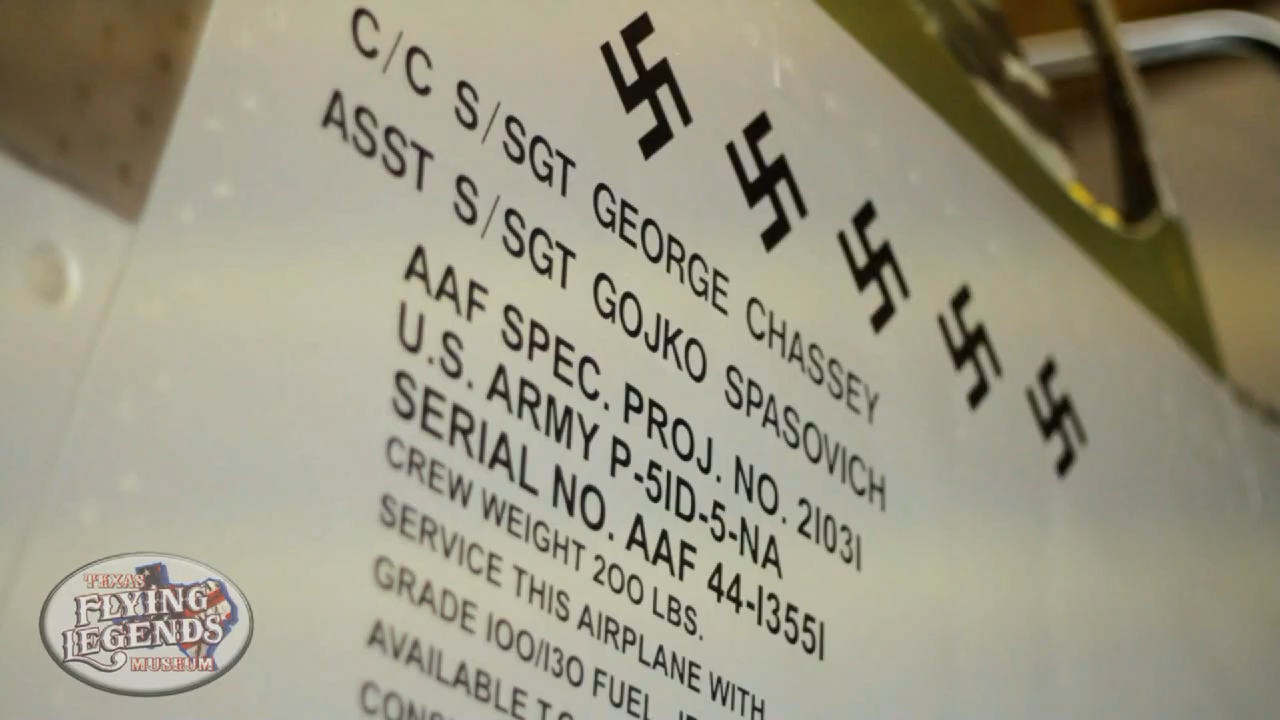 C/C S/SGT GEORGE CHASSEY
ASST S/SGT GOJKO SPASOVICH
AAF SPEC. PROJ. NO. 21031
U.S. ARMY P-51D-5-NA
SERIAL NO. AAF 44-13551
CREW WEIGHT 200 LBS.
SERVICE THIS AIRPLANE WITH
GRADE 100/130 FUEL.
AVAILABLE
TEXAS
FLYING
LEGENDS
MUSEUM